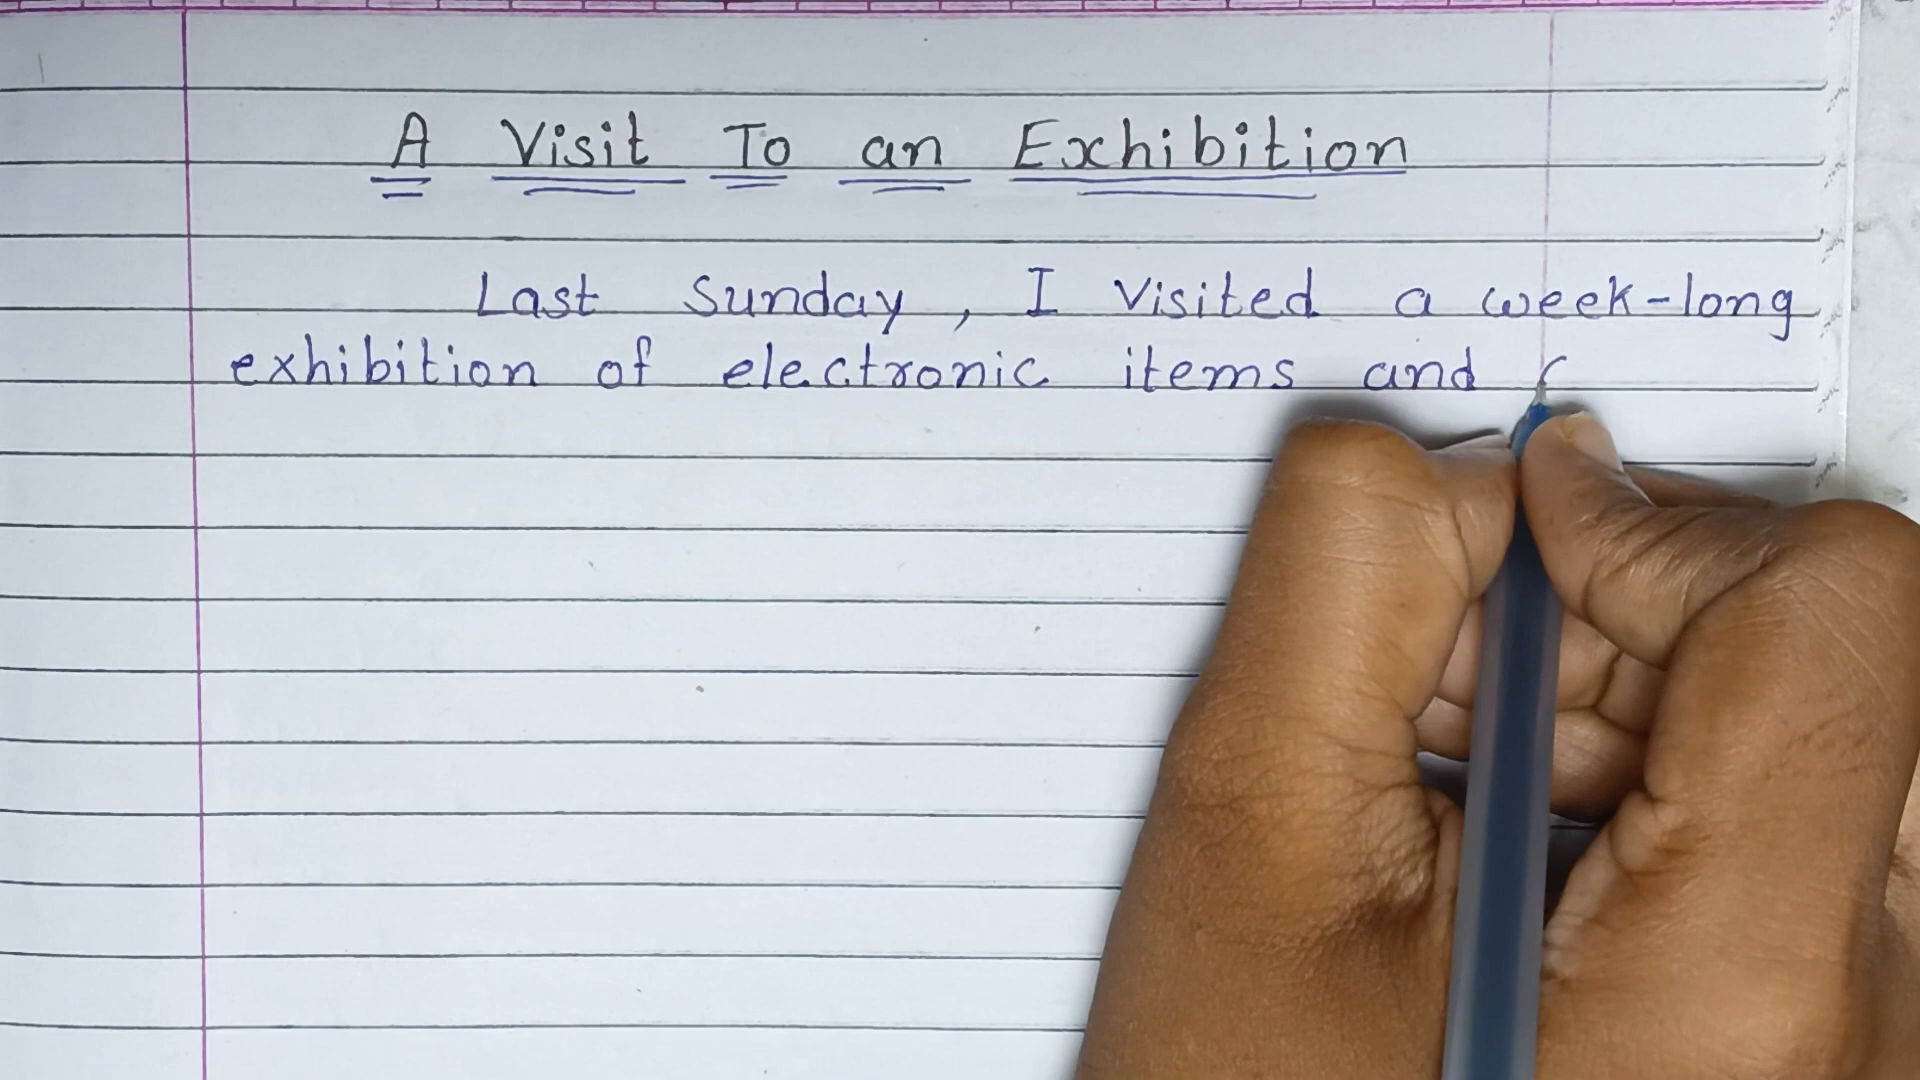 A Visit To an Exhibition
Last Sunday, I visited a week-long
exhibition of electronic items and